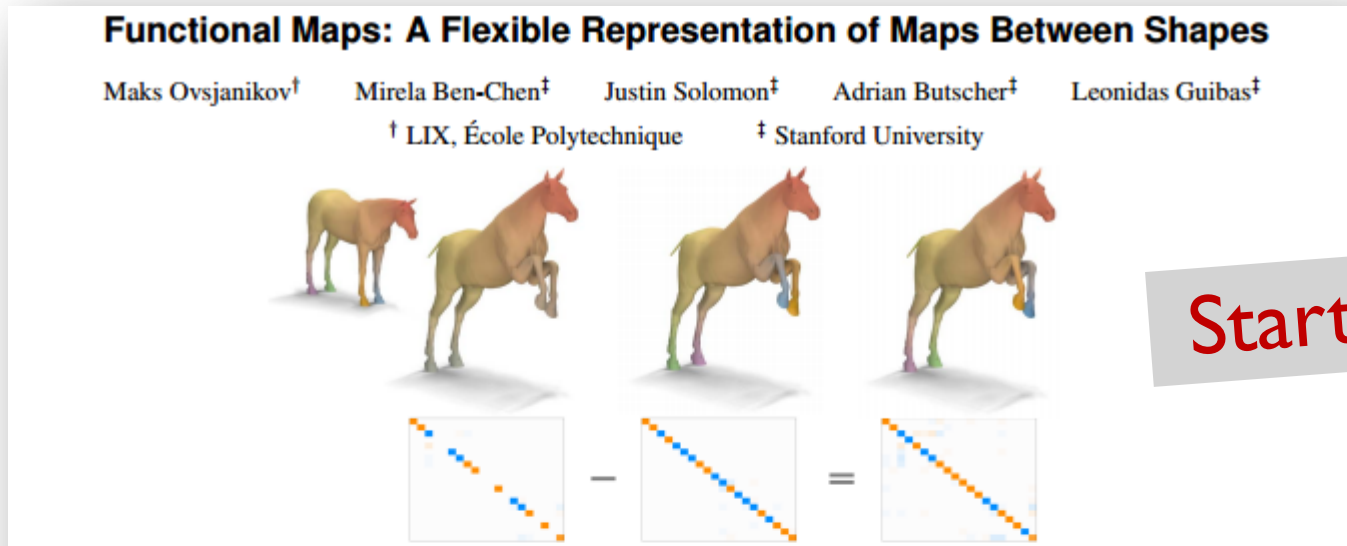 Functional Maps: A Flexible Representation of Maps Between Shapes
Maks Ovsjanikov† Mirela Ben-Chen‡ Justin Solomon‡ Adrian Butscher‡ Leonidas Guibas‡
† LIX, École Polytechnique ‡ Stanford University
Start
− =